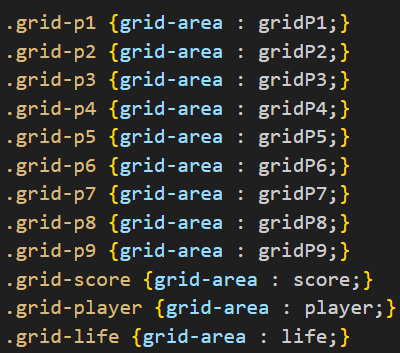 .grid-p1 {grid-area : gridP1;}
.grid-p2 {grid-area : gridP2;}
.grid-p3 {grid-area : gridP3;}
.grid-p4 {grid-area : gridP4;}
.grid-p5 {grid-area : gridP5;}
.grid-p6 {grid-area : gridP6;}
.grid-p7 {grid-area : gridP7;}
.grid-p8 {grid-area : gridP8;}
.grid-p9 {grid-area : gridP9;}
.grid-score {grid-area : score;}
.grid-player {grid-area : player;}
.grid-life {grid-area : life;}